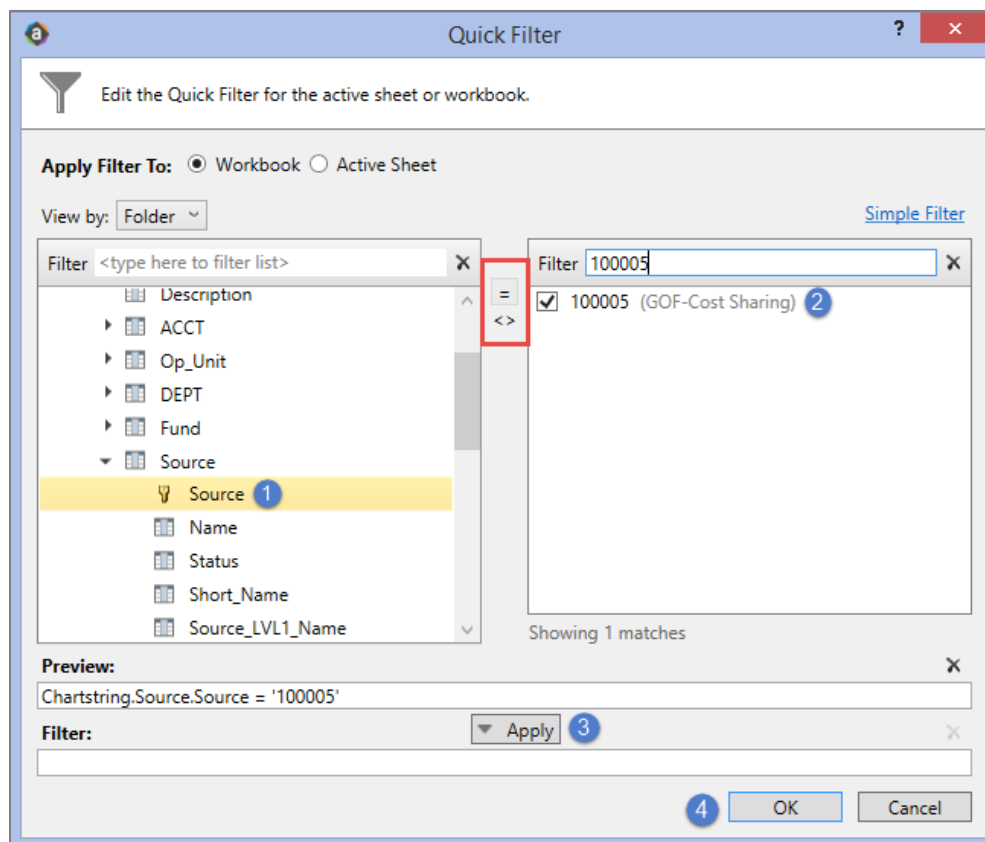 a Quick Filter ? ×
Edit the Quick Filter for the active sheet or workbook.
Apply Filter To: Workbook Active Sheet
View by: Folder Simple Filter
Filter <type here to filter list> Filter 100005
=
<>
Description
100005 (GOF-Cost Sharing) 2
ACCT
Op_Unit
DEPT
Fund
Source
Source 1
Name
Status
Short_Name
Source_LVL1_Name
Showing 1 matches
Preview:
Chartstring.Source.Source = '100005'
Filter: Apply 3
4 OK Cancel